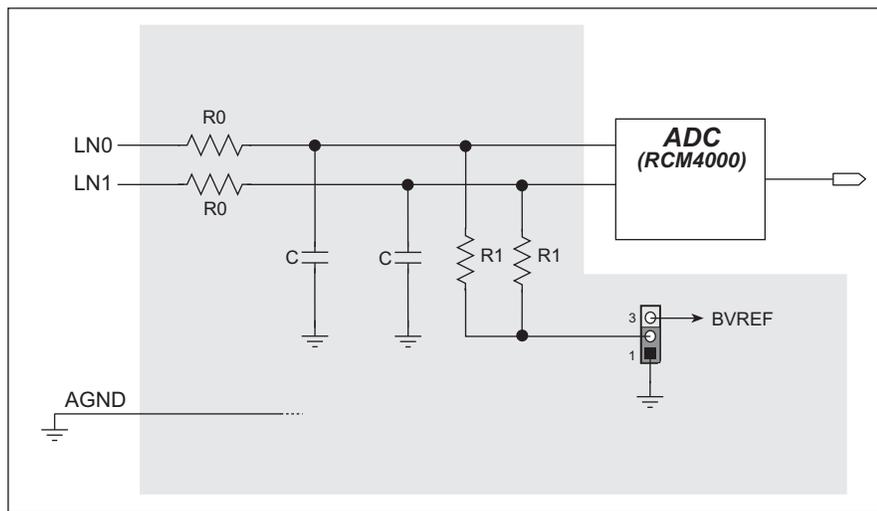 R0
LN0
LN1
R0
ADC
(RCM4000)
C
C
R1
R1
3
BVREF
1
AGND